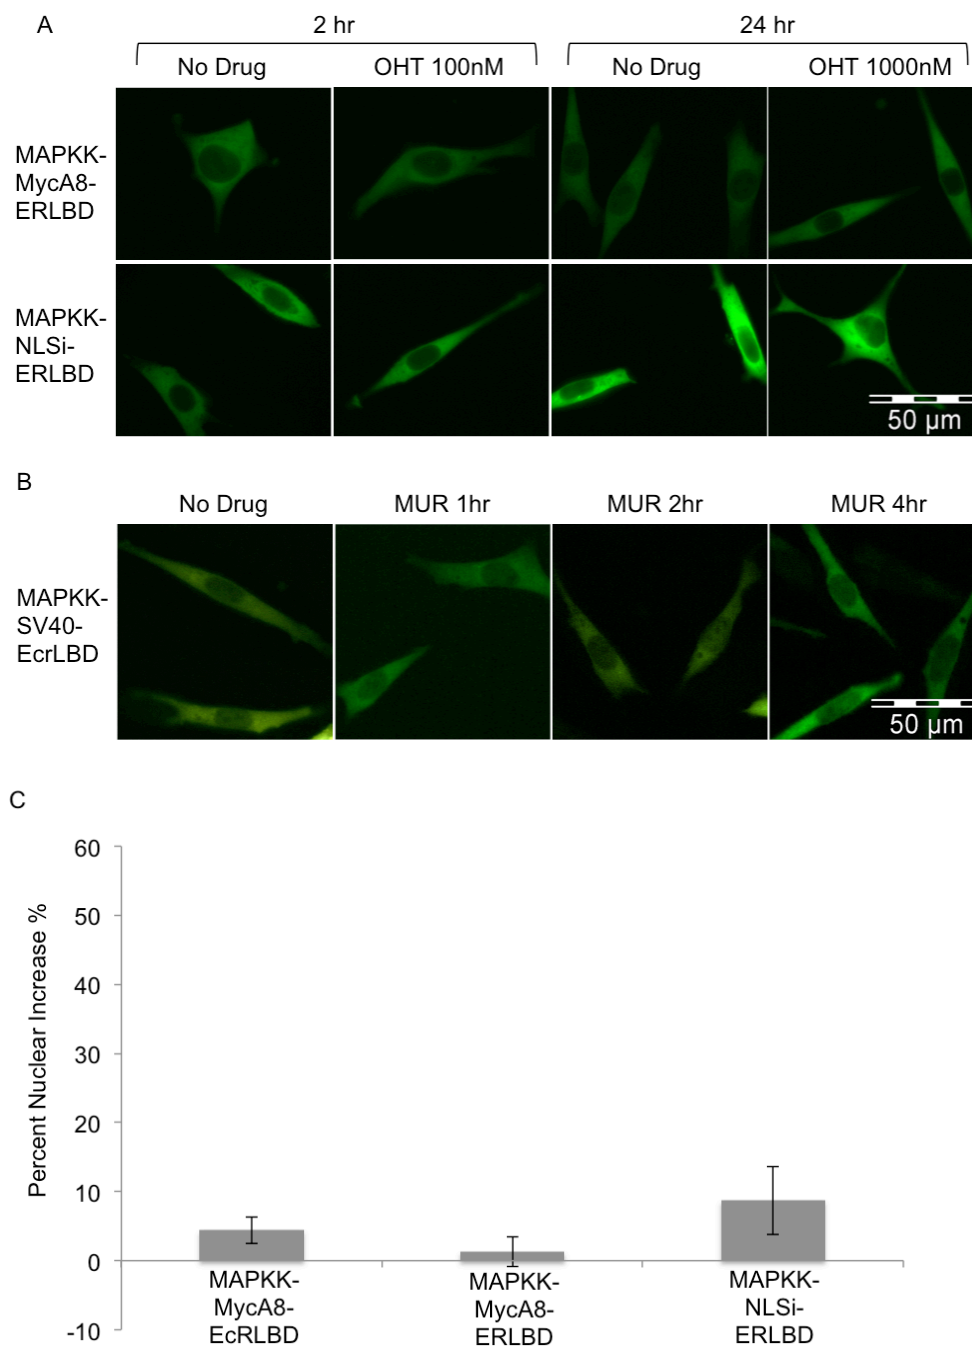 A
2 hr
24 hr
No Drug
OHT 100nM
No Drug
OHT 1000nM
MAPKK-
MycA8-
ERLBD
MAPKK-
NLSi-
ERLBD
50 µm
B
No Drug
MUR 1hr
MUR 2hr
MUR 4hr
MAPKK-
SV40-
EcrLBD
50 µm
C
Percent Nuclear Increase %
60
50
40
30
20
10
0
-10
MAPKK-
MycA8-
EcRLBD
MAPKK-
MycA8-
ERLBD
MAPKK-
NLSi-
ERLBD